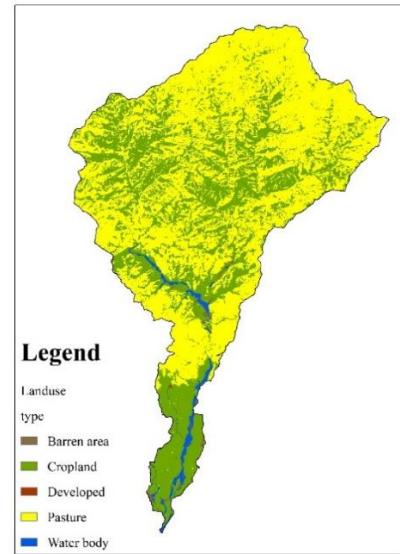 Legend
Landuse
type
Barren area
Cropland
Developed
Pasture
Water body